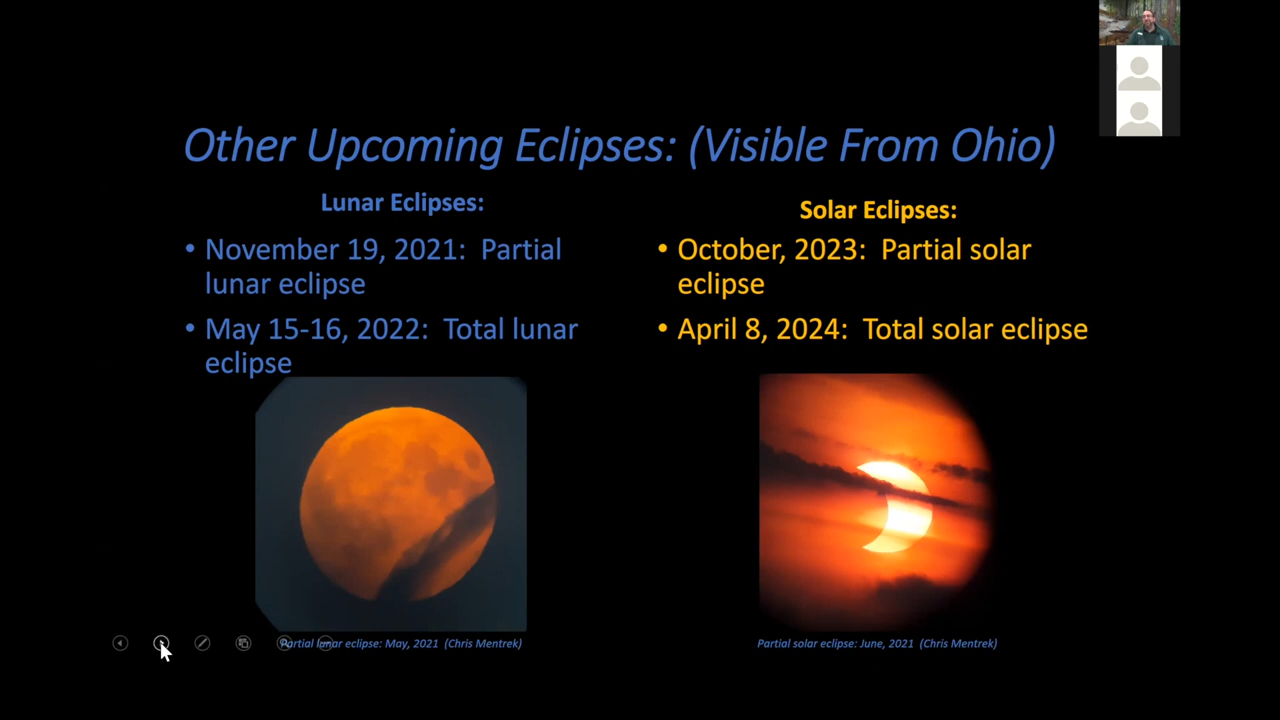 Other Upcoming Eclipses: (Visible From Ohio)
Lunar Eclipses:
• November 19, 2021:  Partial
lunar eclipse
• May 15-16, 2022:  Total lunar
eclipse
Solar Eclipses:
• October, 2023:  Partial solar
eclipse
• April 8, 2024:  Total solar eclipse
Partial lunar eclipse: May, 2021  (Chris Mentrek)
Partial solar eclipse: June, 2021  (Chris Mentrek)